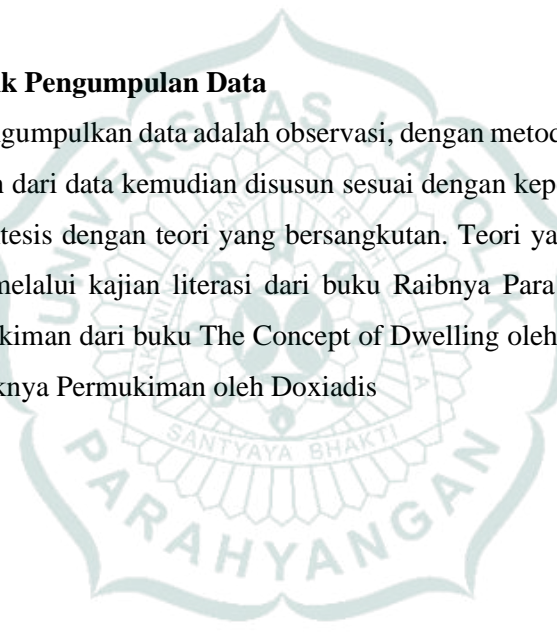 k Pengumpulan Data
gumpulkan data adalah observasi, dengan metod
dari data kemudian disusun sesuai dengan kep
tesis dengan teori yang bersangkutan. Teori ya
melalui kajian literasi dari buku Raibnya Para
kiman dari buku The Concept of Dwelling oleh
knya Permukiman oleh Doxiadis
UNIVERSITAS KATOLIK
SANTYAYA BHAKTI
PARAHYANGAN